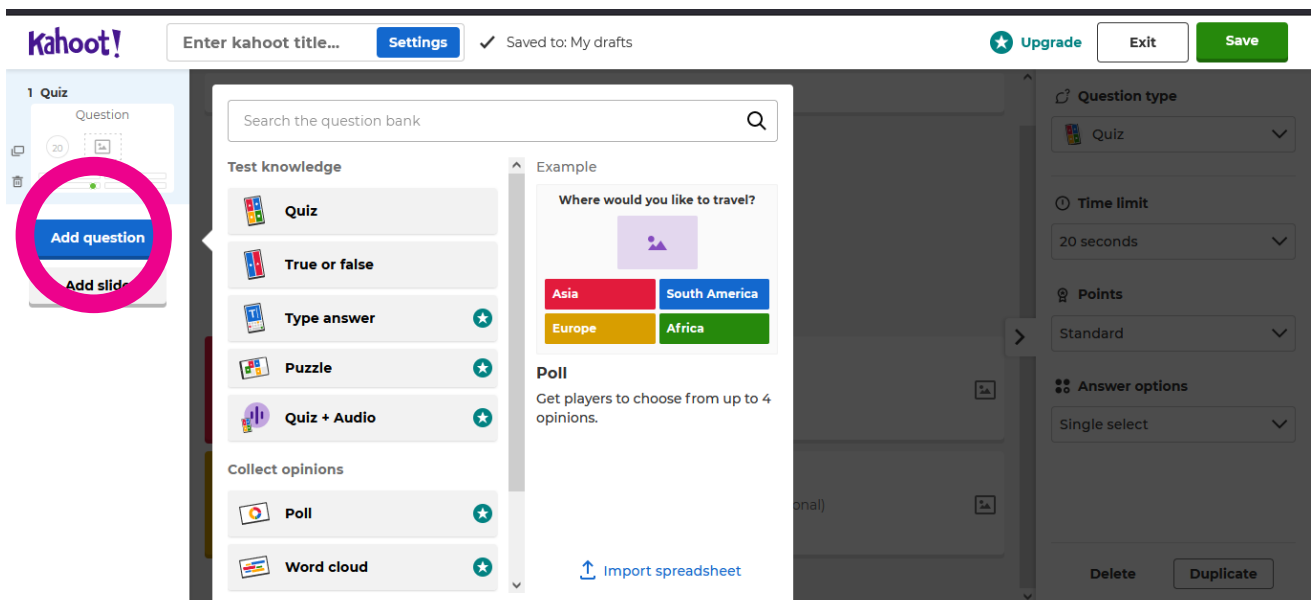 Kahoot!
Enter kahoot title...
Settings
Saved to: My drafts
Upgrade
Exit
Save
1 Quiz
Question
20
Add question
Add slide
Search the question bank
Test knowledge
Quiz
True or false
Type answer
Puzzle
Quiz + Audio
Collect opinions
Poll
Word cloud
Example
Where would you like to travel?
Asia
South America
Europe
Africa
Poll
Get players to choose from up to 4
opinions.
Import spreadsheet
onal)
Question type
Quiz
Time limit
20 seconds
Points
Standard
Answer options
Single select
Delete
Duplicate